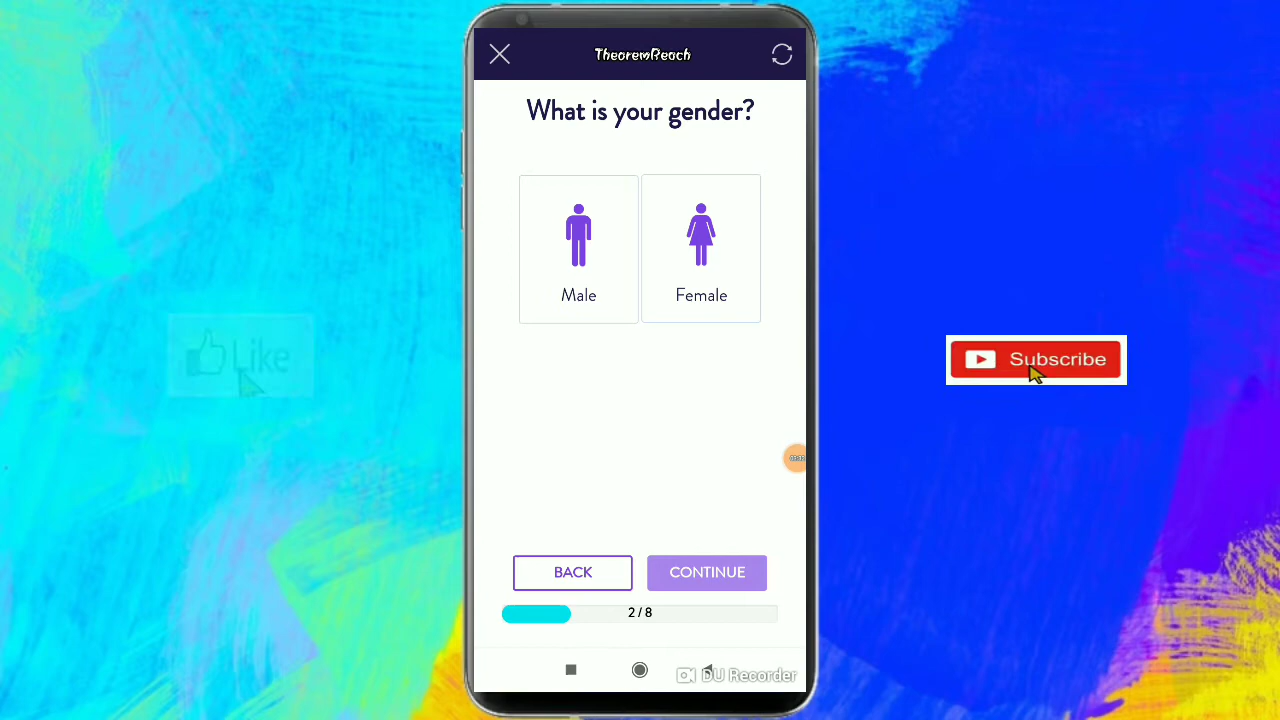 TheoremReach
What is your gender?
Male
Female
Like
Subscribe
BACK
CONTINUE
2 / 8
DU Recorder